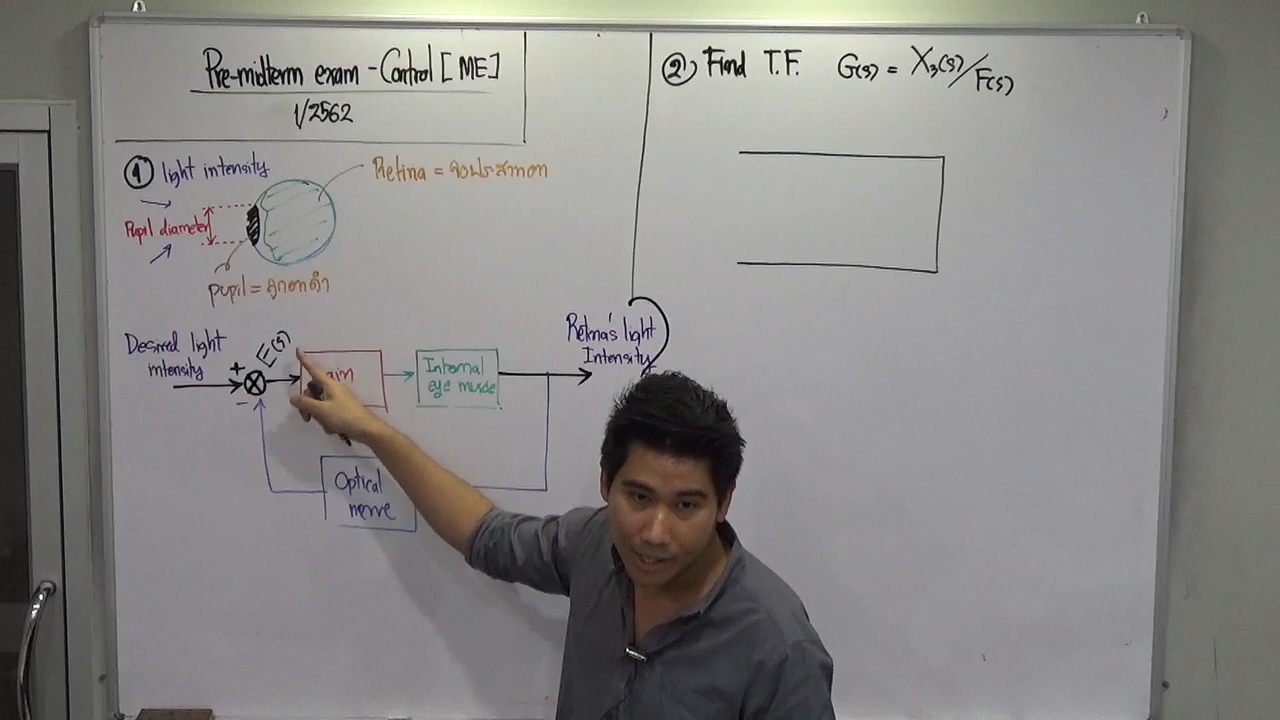 Pre-midterm exam - Control [ME]
1/2562
① light intensity
Retina = จอประสาทตา
Pupil diameter
pupil = ลูกตาดำ
Desired light
intensity
+
-
E(s)
Internal
eye muscle
Retina's light
Intensity
Optical
nerve
② Find T.F. G(s) = X₃(s)/F(s)